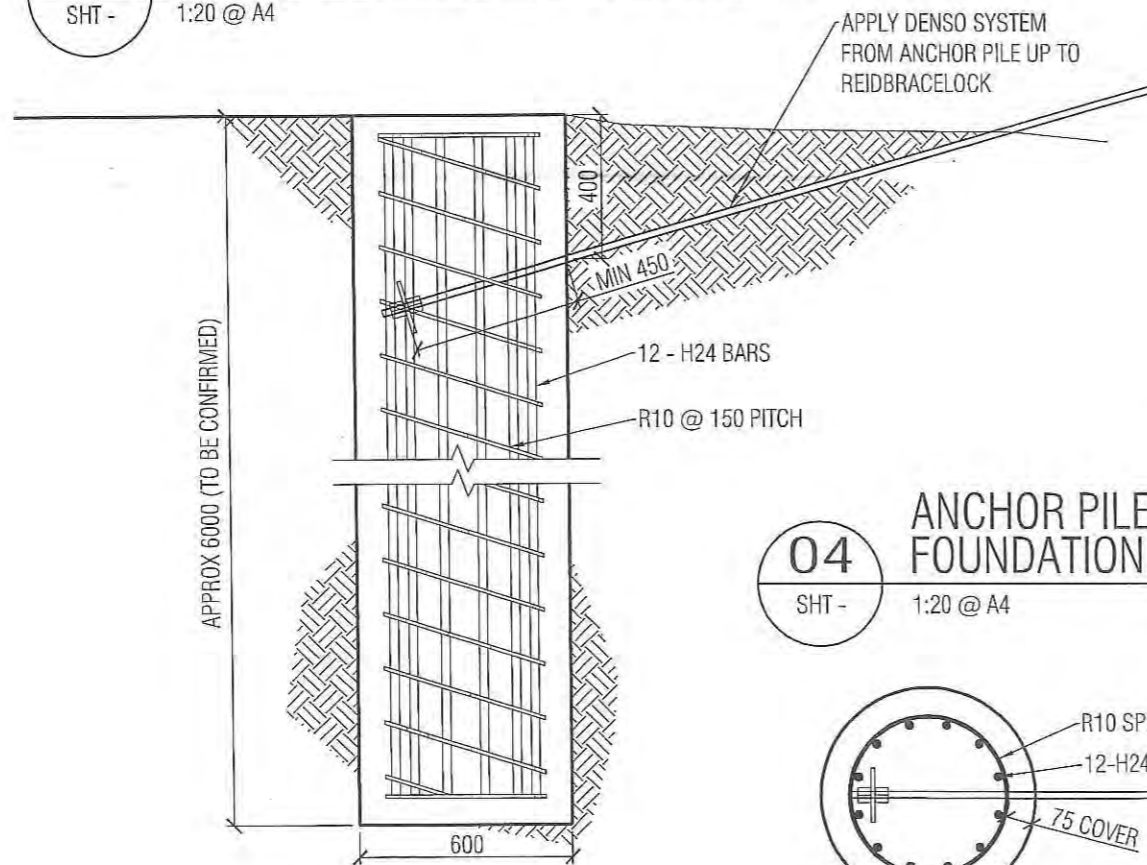 SHT -
1:20 @ A4
APPLY DENSO SYSTEM
FROM ANCHOR PILE UP TO
REIDBRACELOCK
400
MIN 450
12 - H24 BARS
R10 @ 150 PITCH
APPROX 6000 (TO BE CONFIRMED)
600
04
SHT -
ANCHOR PILE
FOUNDATION
1:20 @ A4
R10 SP
12-H24
75 COVER